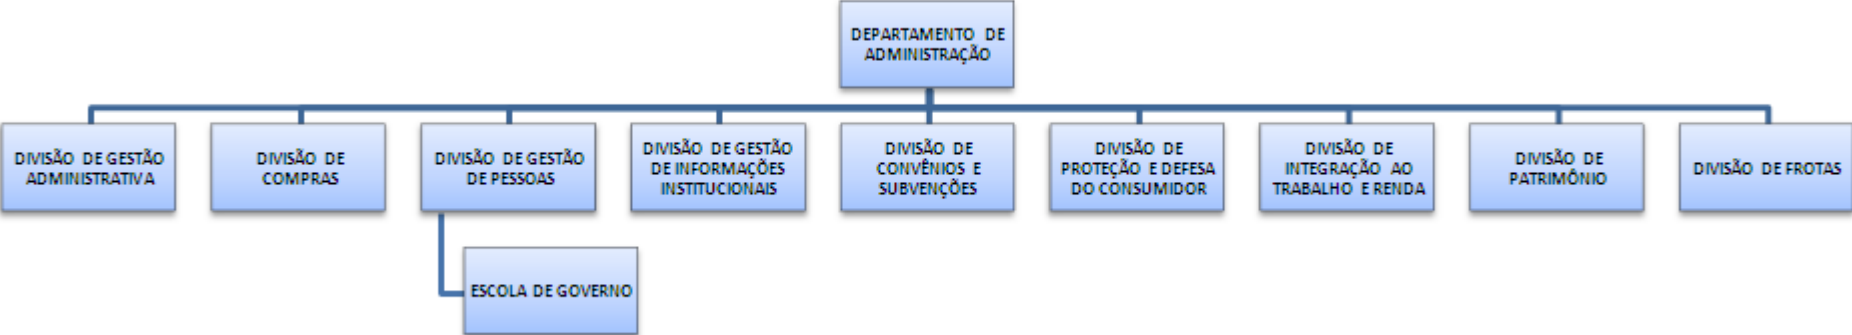 DEPARTAMENTO DE
ADMINISTRAÇÃO
DIVISÃO DE GESTÃO
ADMINISTRATIVA
DIVISÃO DE
COMPRAS
DIVISÃO DE GESTÃO
DE PESSOAS
DIVISÃO DE GESTÃO
DE INFORMAÇÕES
INSTITUCIONAIS
DIVISÃO DE
CONVÊNIOS E
SUBVENÇÕES
DIVISÃO DE
PROTEÇÃO E DEFESA
DO CONSUMIDOR
DIVISÃO DE
INTEGRAÇÃO AO
TRABALHO E RENDA
DIVISÃO DE
PATRIMÔNIO
DIVISÃO DE FROTAS
ESCOLA DE GOVERNO